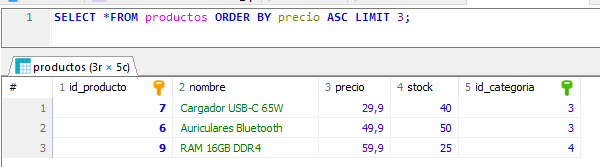 1 SELECT *FROM productos ORDER BY precio ASC LIMIT 3;
productos (3r × 5c)
# 1 id_producto 2 nombre 3 precio 4 stock 5 id_categoria
1 7 Cargador USB-C 65W 29,9 40 3
2 6 Auriculares Bluetooth 49,9 50 3
3 9 RAM 16GB DDR4 59,9 25 4